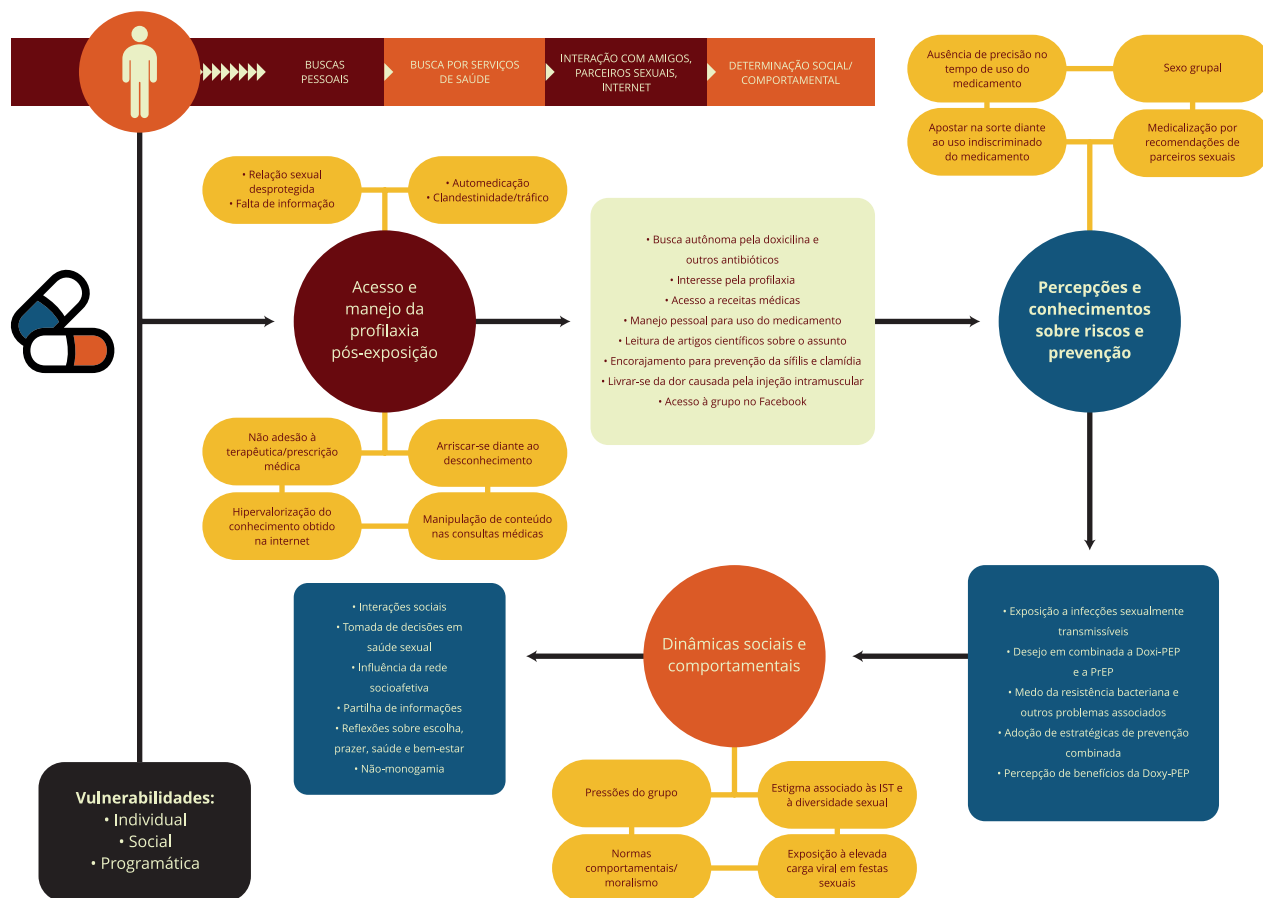 BUSCAS
PESSOAIS
BUSCA POR SERVIÇOS
DE SAÚDE
INTERAÇÃO COM AMIGOS,
PARCEIROS SEXUAIS,
INTERNET
DETERMINAÇÃO SOCIAL/
COMPORTAMENTAL
Ausência de precisão no
tempo de uso do
medicamento
Sexo grupal
Apostar na sorte diante
ao uso indiscriminado
do medicamento
Medicalização por
recomendações de
parceiros sexuais
• Relação sexual
desprotegida
• Falta de informação
• Automedicação
• Clandestinidade/tráfico
Acesso e
manejo da
profilaxia
pós-exposição
• Busca autônoma pela doxicilina e
outros antibióticos
• Interesse pela profilaxia
• Acesso a receitas médicas
• Manejo pessoal para uso do medicamento
• Leitura de artigos científicos sobre o assunto
• Encorajamento para prevenção da sífilis e clamídia
• Livrar-se da dor causada pela injeção intramuscular
• Acesso à grupo no Facebook
Percepções e
conhecimentos
sobre riscos e
prevenção
Não adesão à
terapêutica/prescrição
médica
Arriscar-se diante ao
desconhecimento
Hipervalorização do
conhecimento obtido
na internet
Manipulação de conteúdo
nas consultas médicas
• Exposição a infecções sexualmente
transmissíveis
• Desejo em combinada a Doxi-PEP
e a PrEP
• Medo da resistência bacteriana e
outros problemas associados
• Adoção de estratégicas de prevenção
combinada
• Percepção de benefícios da Doxy-PEP
Dinâmicas sociais e
comportamentais
• Interações sociais
• Tomada de decisões em
saúde sexual
• Influência da rede
socioafetiva
• Partilha de informações
• Reflexões sobre escolha,
prazer, saúde e bem-estar
• Não-monogamia
Pressões do grupo
Estigma associado às IST e
à diversidade sexual
Normas
comportamentais/
moralismo
Exposição à elevada
carga viral em festas
sexuais
Vulnerabilidades:
• Individual
• Social
• Programática